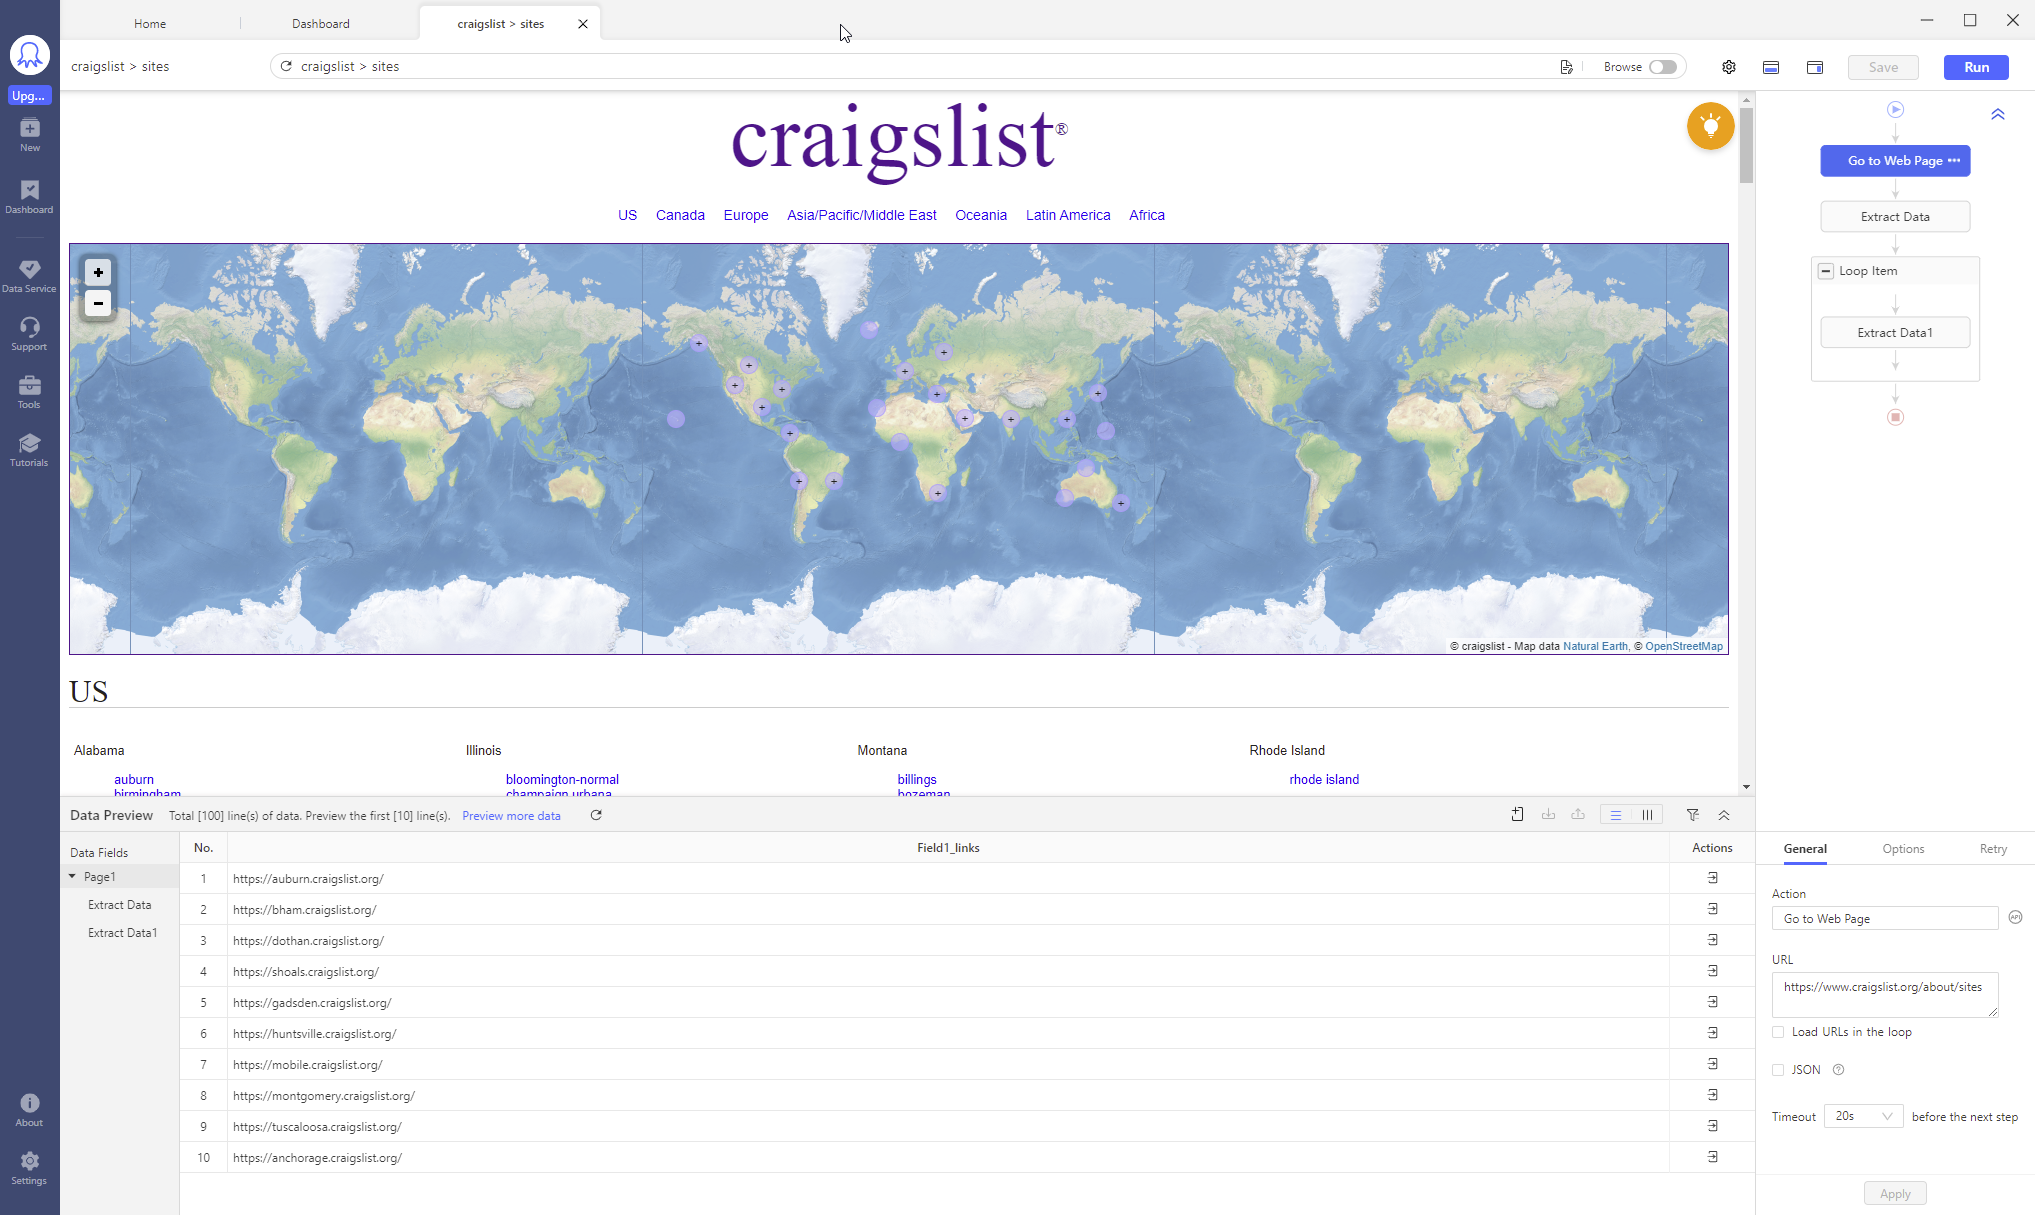 Home
Dashboard
craigslist > sites
craigslist > sites
craigslist > sites
Browse
Save
Run
Upg...
New
Dashboard
Data Service
Support
Tools
Tutorials
About
Settings
craigslist®
US Canada Europe Asia/Pacific/Middle East Oceania Latin America Africa
+
−
© craigslist - Map data Natural Earth, © OpenStreetMap
US
Alabama Illinois Montana Rhode Island
auburn bloomington-normal billings rhode island
birmingham champaign urbana bozeman
Go to Web Page •••
Extract Data
Loop Item
Extract Data1
Data Preview Total [100] line(s) of data. Preview the first [10] line(s). Preview more data
Data Fields
Page1
Extract Data
Extract Data1
No. Field1_links Actions
1 https://auburn.craigslist.org/
2 https://bham.craigslist.org/
3 https://dothan.craigslist.org/
4 https://shoals.craigslist.org/
5 https://gadsden.craigslist.org/
6 https://huntsville.craigslist.org/
7 https://mobile.craigslist.org/
8 https://montgomery.craigslist.org/
9 https://tuscaloosa.craigslist.org/
10 https://anchorage.craigslist.org/
General Options Retry
Action
Go to Web Page
API
URL
https://www.craigslist.org/about/sites
Load URLs in the loop
JSON ?
Timeout 20s before the next step
Apply